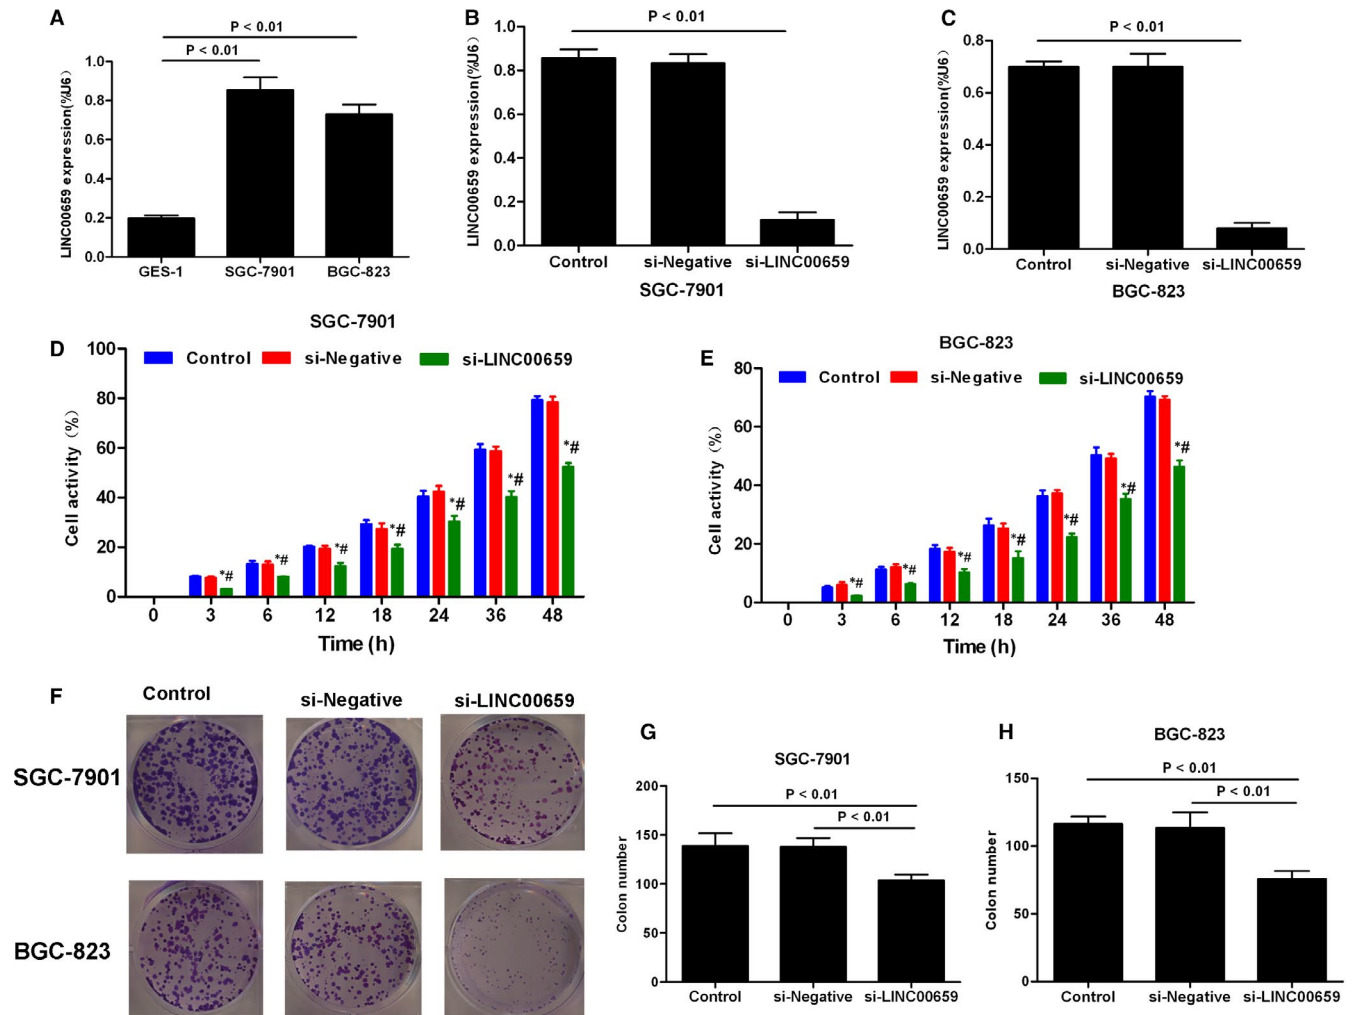 A
P < 0.01
P < 0.01
LINC00659 expression(%U6)
1.0
0.8
0.6
0.4
0.2
0.0
GES-1 SGC-7901 BGC-823
B
P < 0.01
LINC00659 expression(%U6)
1.0
0.8
0.6
0.4
0.2
0.0
Control si-Negative si-LINC00659
SGC-7901
C
P < 0.01
LINC00659 expression(%U6)
0.8
0.6
0.4
0.2
0.0
Control si-Negative si-LINC00659
BGC-823
D
SGC-7901
Control si-Negative si-LINC00659
Cell activity (%)
100
80
60
40
20
0
*# *# *# *# *# *# *#
0 3 6 12 18 24 36 48
Time (h)
E
BGC-823
Control si-Negative si-LINC00659
Cell activity (%)
80
60
40
20
0
*# *# *# *# *# *# *#
0 3 6 12 18 24 36 48
Time (h)
F
Control si-Negative si-LINC00659
SGC-7901
BGC-823
G
SGC-7901
P < 0.01
P < 0.01
Colon number
200
150
100
50
0
Control si-Negative si-LINC00659
H
BGC-823
P < 0.01
P < 0.01
Colon number
150
100
50
0
Control si-Negative si-LINC00659